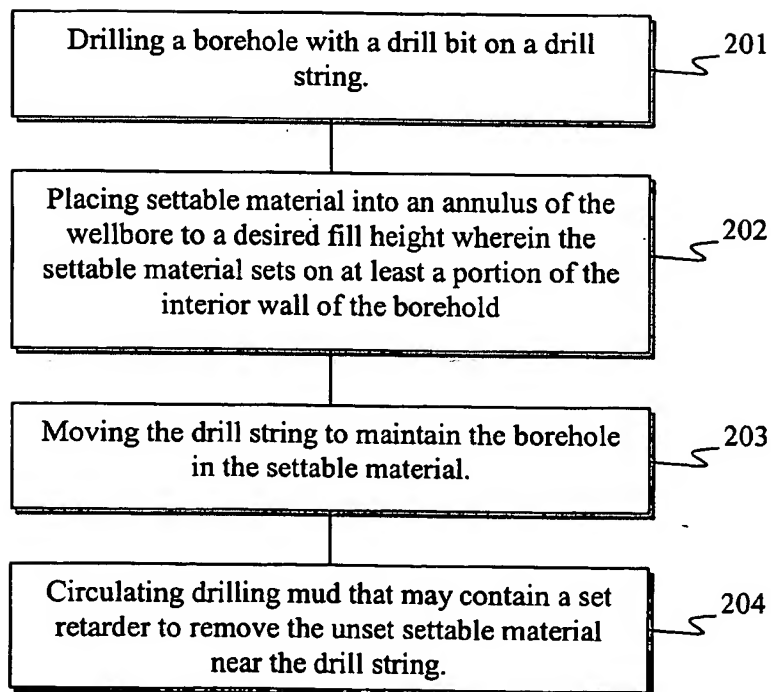 Drilling a borehole with a drill bit on a drill
string.
201
Placing settable material into an annulus of the
wellbore to a desired fill height wherein the
settable material sets on at least a portion of the
interior wall of the borehold
202
Moving the drill string to maintain the borehole
in the settable material.
203
Circulating drilling mud that may contain a set
retarder to remove the unset settable material
near the drill string.
204